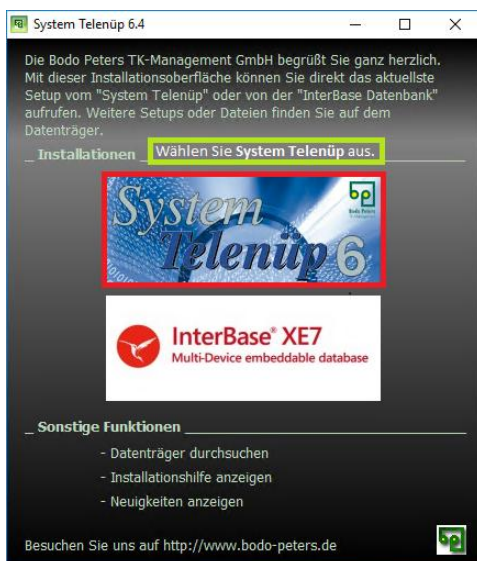 System Telenüp 6.4
Die Bodo Peters TK-Management GmbH begrüßt Sie ganz herzlich.
Mit dieser Installationsoberfläche können Sie direkt das aktuellste
Setup vom "System Telenüp" oder von der "InterBase Datenbank"
aufrufen. Weitere Setups oder Dateien finden Sie auf dem
Datenträger.
_ Installationen _ Wählen Sie System Telenüp aus.
System
Telenüp 6
bp
Bodo Peters
InterBase® XE7
Multi-Device embeddable database
_ Sonstige Funktionen _
- Datenträger durchsuchen
- Installationshilfe anzeigen
- Neuigkeiten anzeigen
Besuchen Sie uns auf http://www.bodo-peters.de
bp